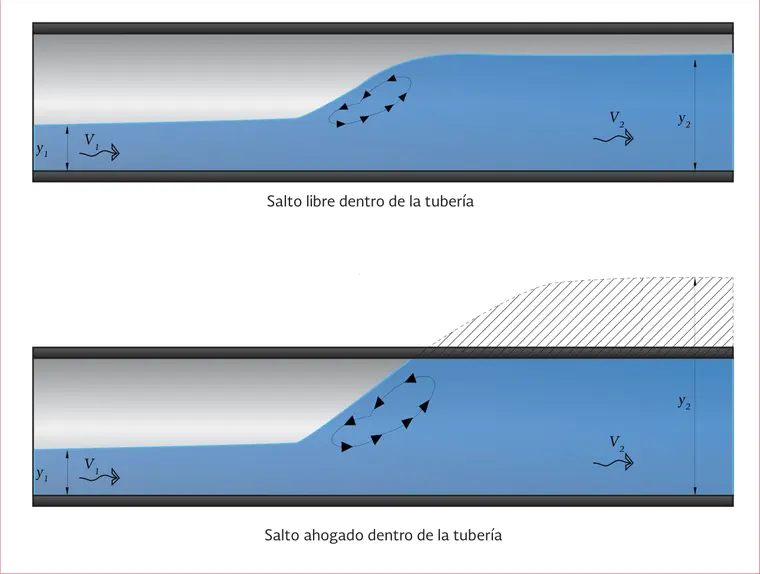 y₁
V₁
V₂
y₂
Salto libre dentro de la tubería
y₁
V₁
V₂
y₂
Salto ahogado dentro de la tubería